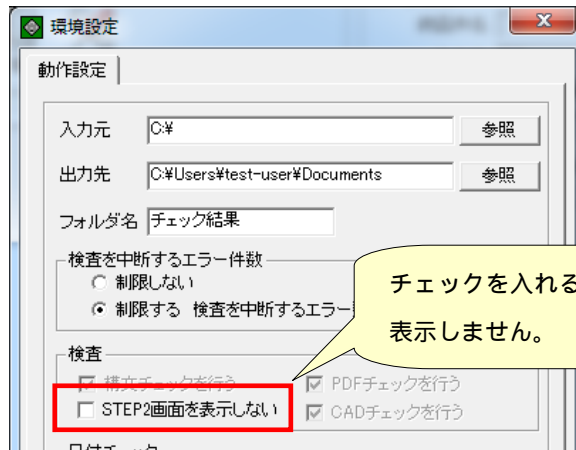 環境設定
動作設定
入力元 C:¥ 参照
出力先 C:¥Users¥test-user¥Documents 参照
フォルダ名 チェック結果
検査を中断するエラー件数
制限しない
制限する 検査を中断するエラー
チェックを入れる
表示しません。
検査
構文チェックを行う PDFチェックを行う
STEP2画面を表示しない CADチェックを行う
日付チェック